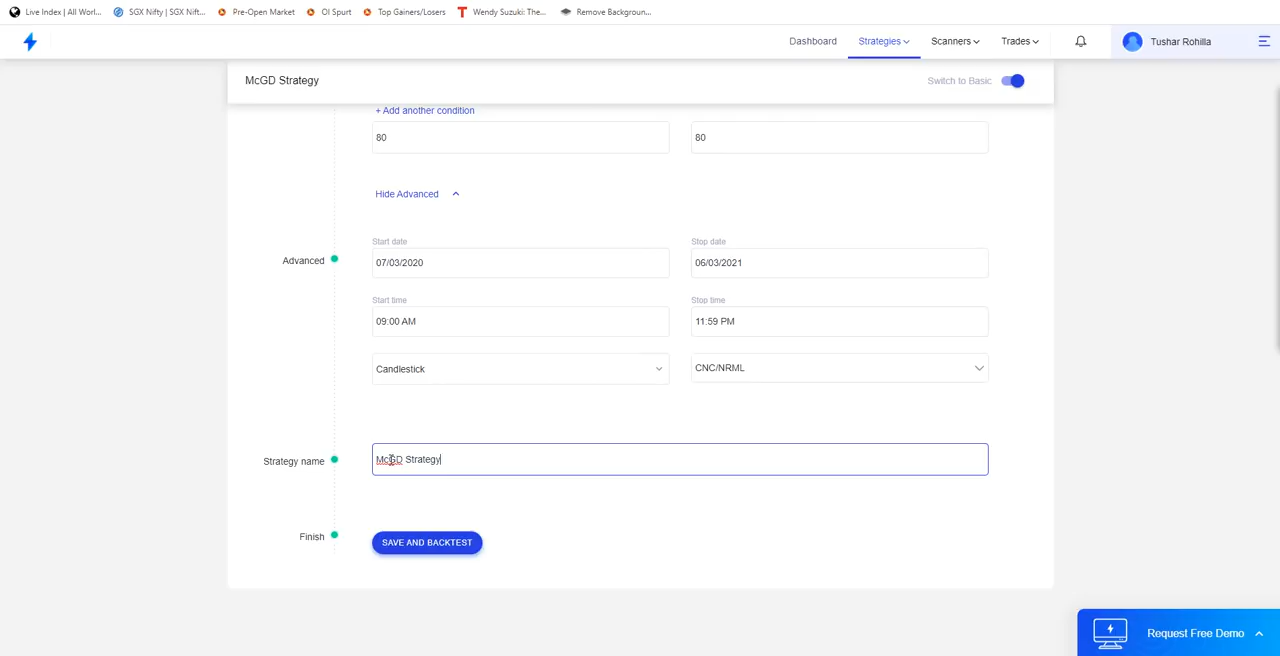 Live Index | All Worl... SGX Nifty | SGX Nift... Pre-Open Market OI Spurt Top Gainers/Losers Wendy Suzuki: The... Remove Backgroun...
Dashboard Strategies Scanners Trades Tushar Rohilla
McGD Strategy Switch to Basic
+ Add another condition
80 80
Hide Advanced
Start date Stop date
Advanced 07/03/2020 06/03/2021
Start time Stop time
09:00 AM 11:59 PM
Candlestick CNC/NRML
Strategy name McGD Strategy
Finish SAVE AND BACKTEST
Request Free Demo